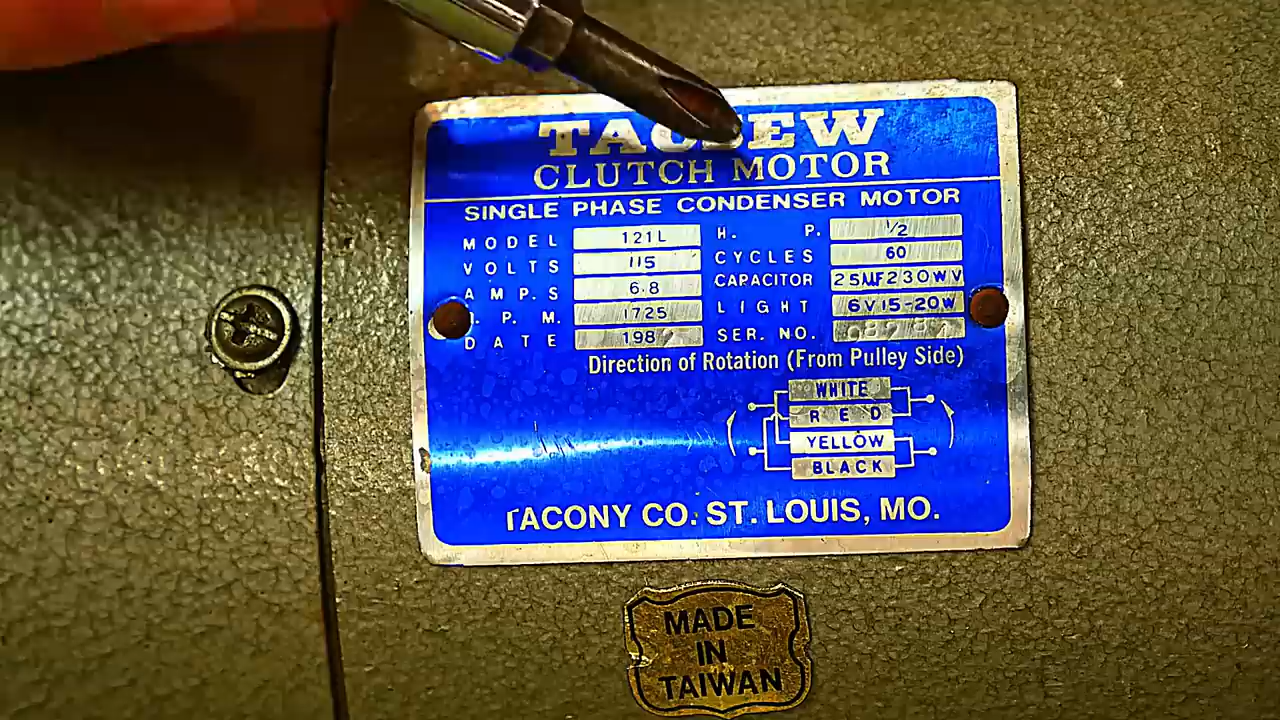 TACSEW
CLUTCH MOTOR
SINGLE PHASE CONDENSER MOTOR
MODEL 121L H. P. 1/2
VOLTS 115 CYCLES 60
AMP.S 6.8 CAPACITOR 25MF230WV
.P.M. 1725 LIGHT 6V15-20W
DATE 198 SER. NO.
Direction of Rotation (From Pulley Side)
WHITE
RED
YELLOW
BLACK
TACONY CO. ST. LOUIS, MO.
MADE
IN
TAIWAN